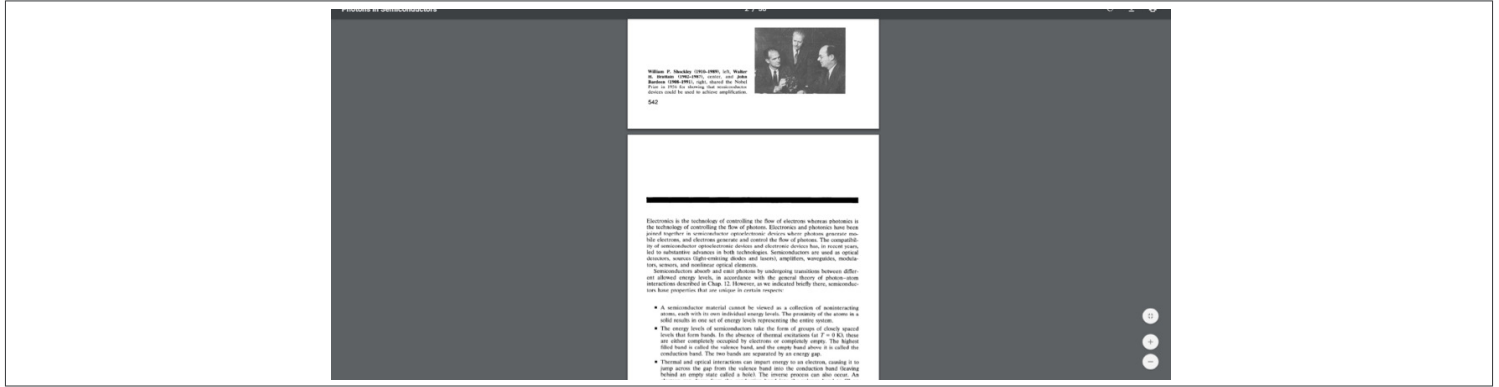 Photons in Semiconductors
William P. Shockley (1910–1989), left, Walter
H. Brattain (1902–1987), center, and John
Bardeen (1908–1991), right, shared the Nobel
Prize in 1956 for showing that semiconductor
devices could be used to achieve amplification.
542
Electronics is the technology of controlling the flow of electrons whereas photonics is
the technology of controlling the flow of photons. Electronics and photonics have been
joined together in semiconductor optoelectronic devices where photons generate mo-
bile electrons, and electrons generate and control the flow of photons. The compatibil-
ity of semiconductor optoelectronic devices and electronic devices has, in recent years,
led to substantive advances in both technologies. Semiconductors are used as optical
detectors, sources (light-emitting diodes and lasers), amplifiers, waveguides, modula-
tors, sensors, and nonlinear optical elements.
Semiconductors absorb and emit photons by undergoing transitions between differ-
ent allowed energy levels, in accordance with the general theory of photon–atom
interactions described in Chap. 12. However, as we indicated briefly there, semiconduc-
tors have properties that are unique in certain respects:
• A semiconductor material cannot be viewed as a collection of noninteracting
atoms, each with its own individual energy levels. The proximity of the atoms in a
solid results in one set of energy levels representing the entire system.
• The energy levels of semiconductors take the form of groups of closely spaced
levels that form bands. In the absence of thermal excitations (at T = 0 K), these
are either completely occupied by electrons or completely empty. The highest
filled band is called the valence band, and the empty band above it is called the
conduction band. The two bands are separated by an energy gap.
• Thermal and optical interactions can impart energy to an electron, causing it to
jump across the gap from the valence band into the conduction band (leaving
behind an empty state called a hole). The inverse process can also occur. An